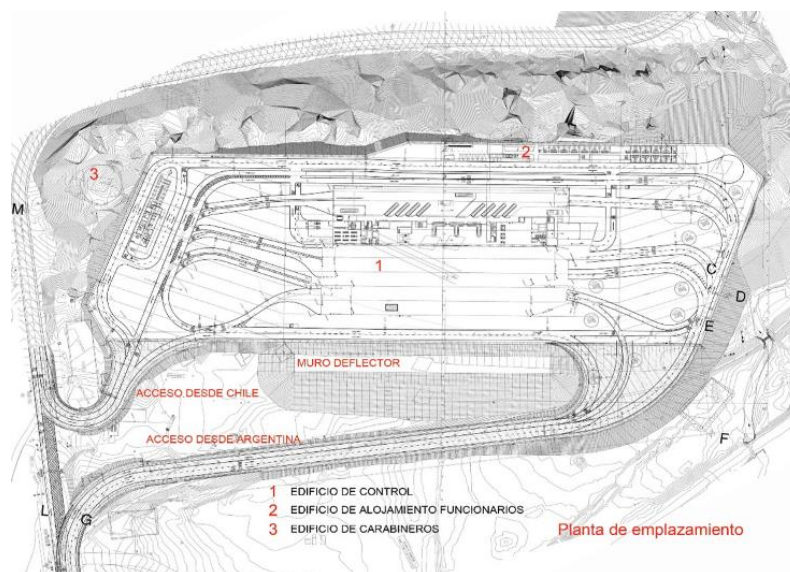 2
3
M
1
C
D
E
MURO DEFLECTOR
ACCESO DESDE CHILE
ACCESO DESDE ARGENTINA
F
L
G
1 EDIFICIO DE CONTROL
2 EDIFICIO DE ALOJAMIENTO FUNCIONARIOS
3 EDIFICIO DE CARABINEROS
Planta de emplazamiento